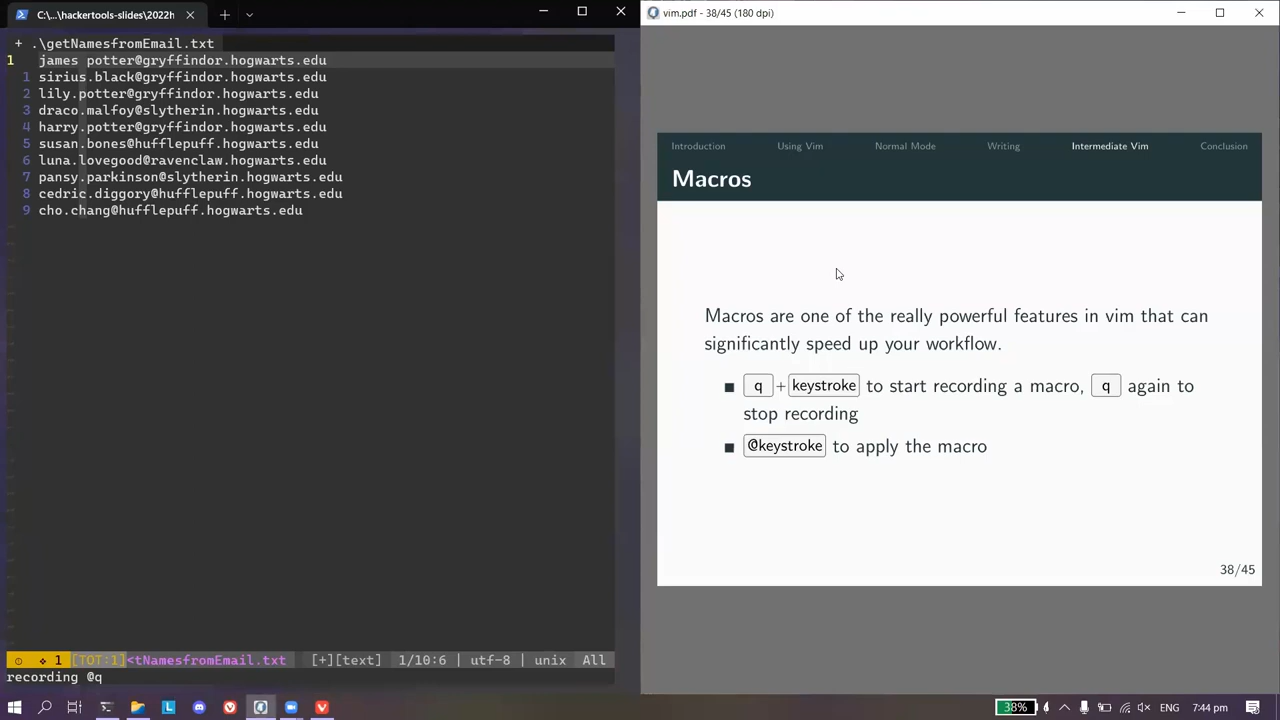 C:\...\hackertools-slides\2022h
+ .\getNamesfromEmail.txt
1 james potter@gryffindor.hogwarts.edu
1 sirius.black@gryffindor.hogwarts.edu
2 lily.potter@gryffindor.hogwarts.edu
3 draco.malfoy@slytherin.hogwarts.edu
4 harry.potter@gryffindor.hogwarts.edu
5 susan.bones@hufflepuff.hogwarts.edu
6 luna.lovegood@ravenclaw.hogwarts.edu
7 pansy.parkinson@slytherin.hogwarts.edu
8 cedric.diggory@hufflepuff.hogwarts.edu
9 cho.chang@hufflepuff.hogwarts.edu
1 [TOT:1]<tNamesfromEmail.txt [+][text] 1/10:6 | utf-8 | unix All
recording @q
vim.pdf - 38/45 (180 dpi)
Introduction Using Vim Normal Mode Writing Intermediate Vim Conclusion
Macros
Macros are one of the really powerful features in vim that can
significantly speed up your workflow.
q + keystroke to start recording a macro, q again to
stop recording
@keystroke to apply the macro
38/45
38% ENG 7:44 pm